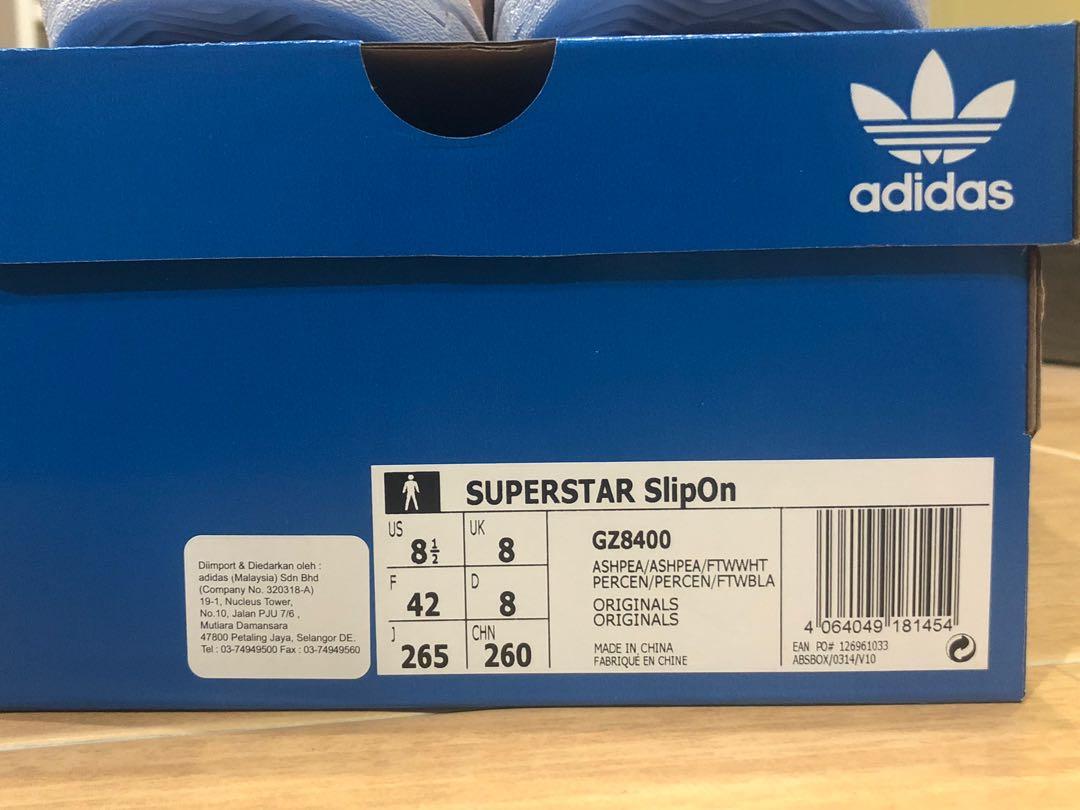 adidas
SUPERSTAR SlipOn
US
8½
UK
8
F
42
D
8
J
265
CHN
260
GZ8400
ASHPEA/ASHPEA/FTWWHT
PERCEN/PERCEN/FTWBLA
ORIGINALS
ORIGINALS
MADE IN CHINA
FABRIQUÉ EN CHINE
4 064049 181454
EAN PO# 126961033
ABSBOX/0314/V10
Diimport & Diedarkan oleh :
adidas (Malaysia) Sdn Bhd
(Company No. 320318-A)
19-1, Nucleus Tower,
No.10, Jalan PJU 7/6 ,
Mutiara Damansara
47800 Petaling Jaya, Selangor DE.
Tel : 03-74949500 Fax : 03-74949560